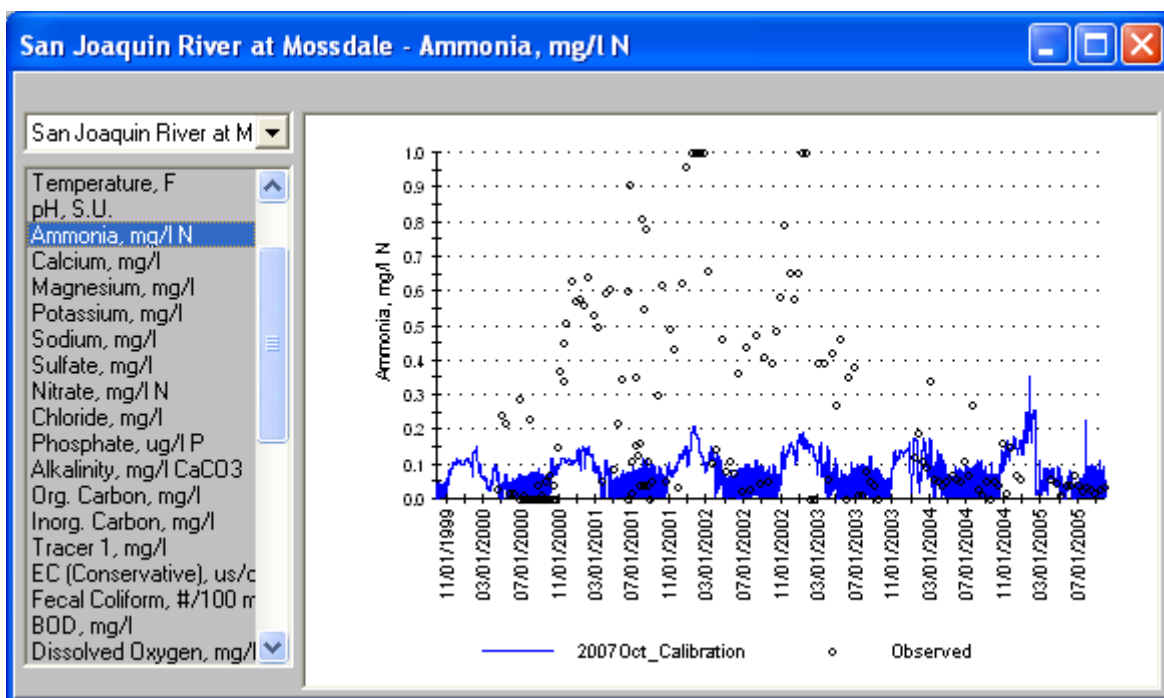 San Joaquin River at Mossdale - Ammonia, mg/l N
San Joaquin River at M
Temperature, F
pH, S.U.
Ammonia, mg/l N
Calcium, mg/l
Magnesium, mg/l
Potassium, mg/l
Sodium, mg/l
Sulfate, mg/l
Nitrate, mg/l N
Chloride, mg/l
Phosphate, ug/l P
Alkalinity, mg/l CaCO3
Org. Carbon, mg/l
Inorg. Carbon, mg/l
Tracer 1, mg/l
EC (Conservative), us/c
Fecal Coliform, #/100 m
BOD, mg/l
Dissolved Oxygen, mg/l
Ammonia, mg/l N
1.0
0.9
0.8
0.7
0.6
0.5
0.4
0.3
0.2
0.1
0.0
11/01/1999
03/01/2000
07/01/2000
11/01/2000
03/01/2001
07/01/2001
11/01/2001
03/01/2002
07/01/2002
11/01/2002
03/01/2003
07/01/2003
11/01/2003
03/01/2004
07/01/2004
11/01/2004
03/01/2005
07/01/2005
2007Oct_Calibration
Observed